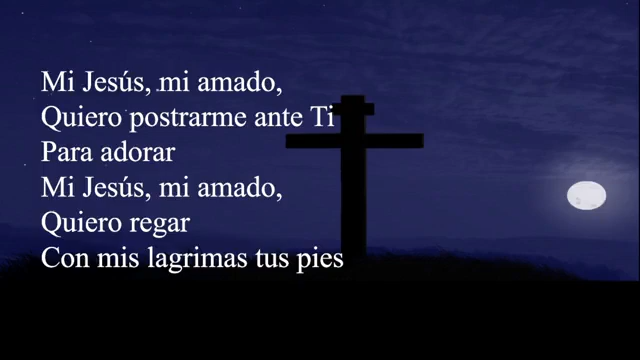 Mi Jesús, mi amado,
Quiero postrarme ante Ti
Para adorar
Mi Jesús, mi amado,
Quiero regar
Con mis lagrimas tus pies